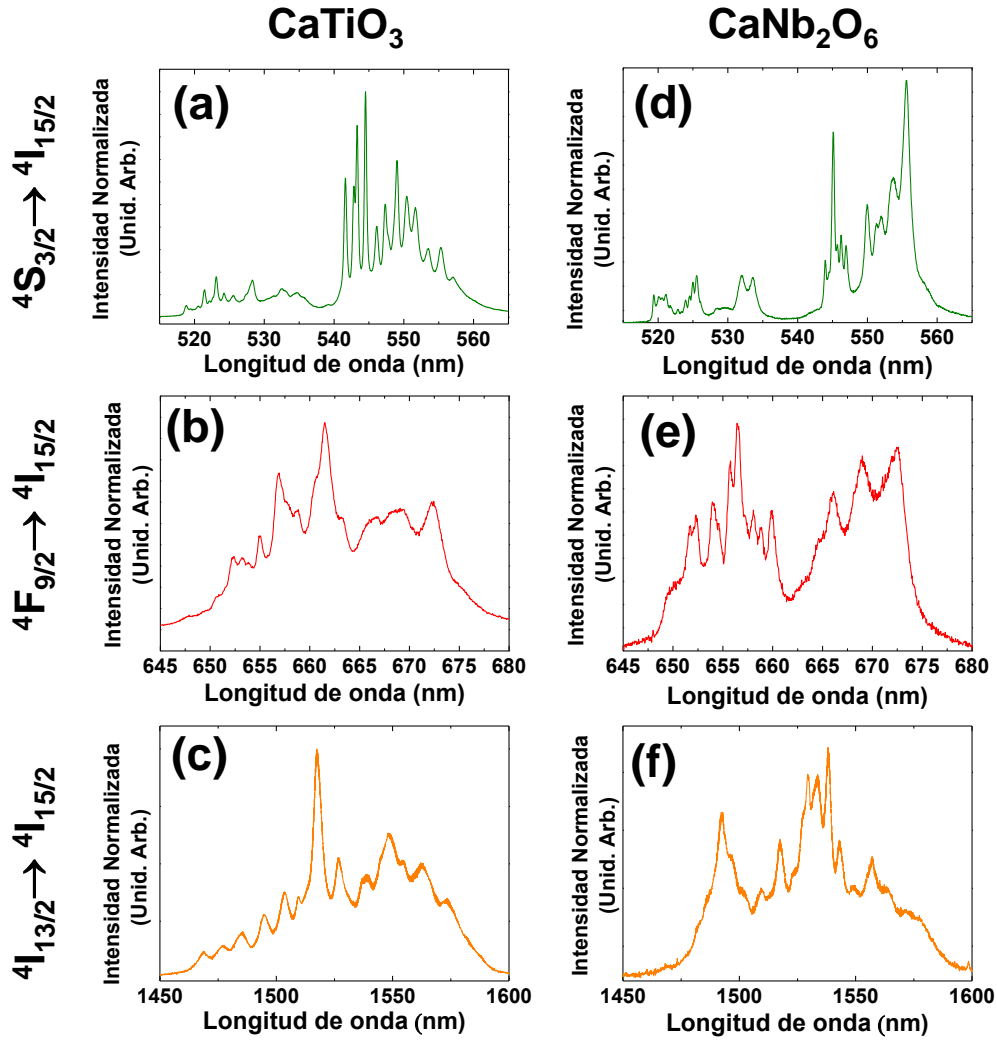 CaTiO₃
CaNb₂O₆
⁴S₃/₂→ ⁴I₁₅/₂
(a)
Intensidad Normalizada
(Unid. Arb.)
520 530 540 550 560
Longitud de onda (nm)
(d)
Intensidad Normalizada
(Unid. Arb.)
520 530 540 550 560
Longitud de onda (nm)
⁴F₉/₂→ ⁴I₁₅/₂
(b)
Intensidad Normalizada
(Unid. Arb.)
645 650 655 660 665 670 675 680
Longitud de onda (nm)
(e)
Intensidad Normalizada
(Unid. Arb.)
645 650 655 660 665 670 675 680
Longitud de onda (nm)
⁴I₁₃/₂→ ⁴I₁₅/₂
(c)
Intensidad Normalizada
(Unid. Arb.)
1450 1500 1550 1600
Longitud de onda (nm)
(f)
Intensidad Normalizada
(Unid. Arb.)
1450 1500 1550 1600
Longitud de onda (nm)